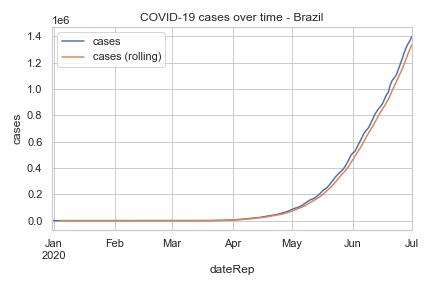 COVID-19 cases over time - Brazil
1e6
cases
cases (rolling)
1.4
1.2
1.0
0.8
0.6
0.4
0.2
0.0
cases
Jan
2020
Feb
Mar
Apr
May
Jun
Jul
dateRep